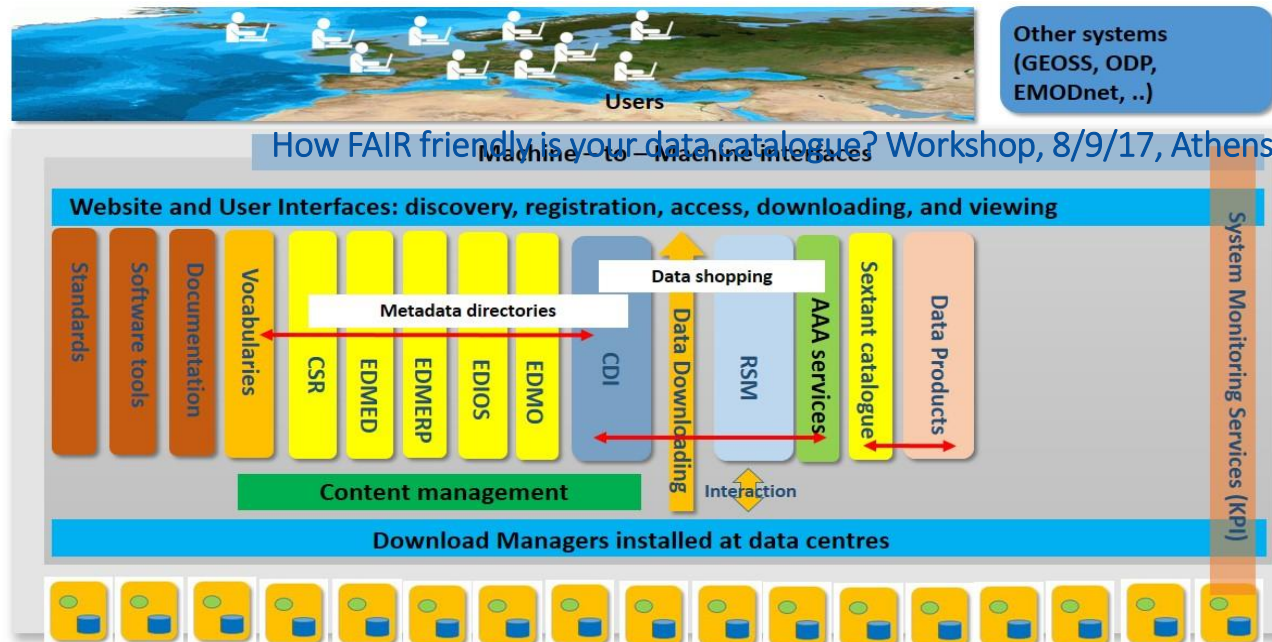 Other systems
(GEOSS, ODP,
EMODnet, ..)
Users
How FAIR friendly is your data catalogue? Workshop, 8/9/17, Athens
Machine – to – Machine interfaces
Website and User Interfaces: discovery, registration, access, downloading, and viewing
Standards
Software tools
Documentation
Vocabularies
CSR
EDMED
EDMERP
EDIOS
EDMO
CDI
Data Downloading
RSM
AAA services
Sextant catalogue
Data Products
System Monitoring Services (KPI)
Data shopping
Metadata directories
Content management
Interaction
Download Managers installed at data centres